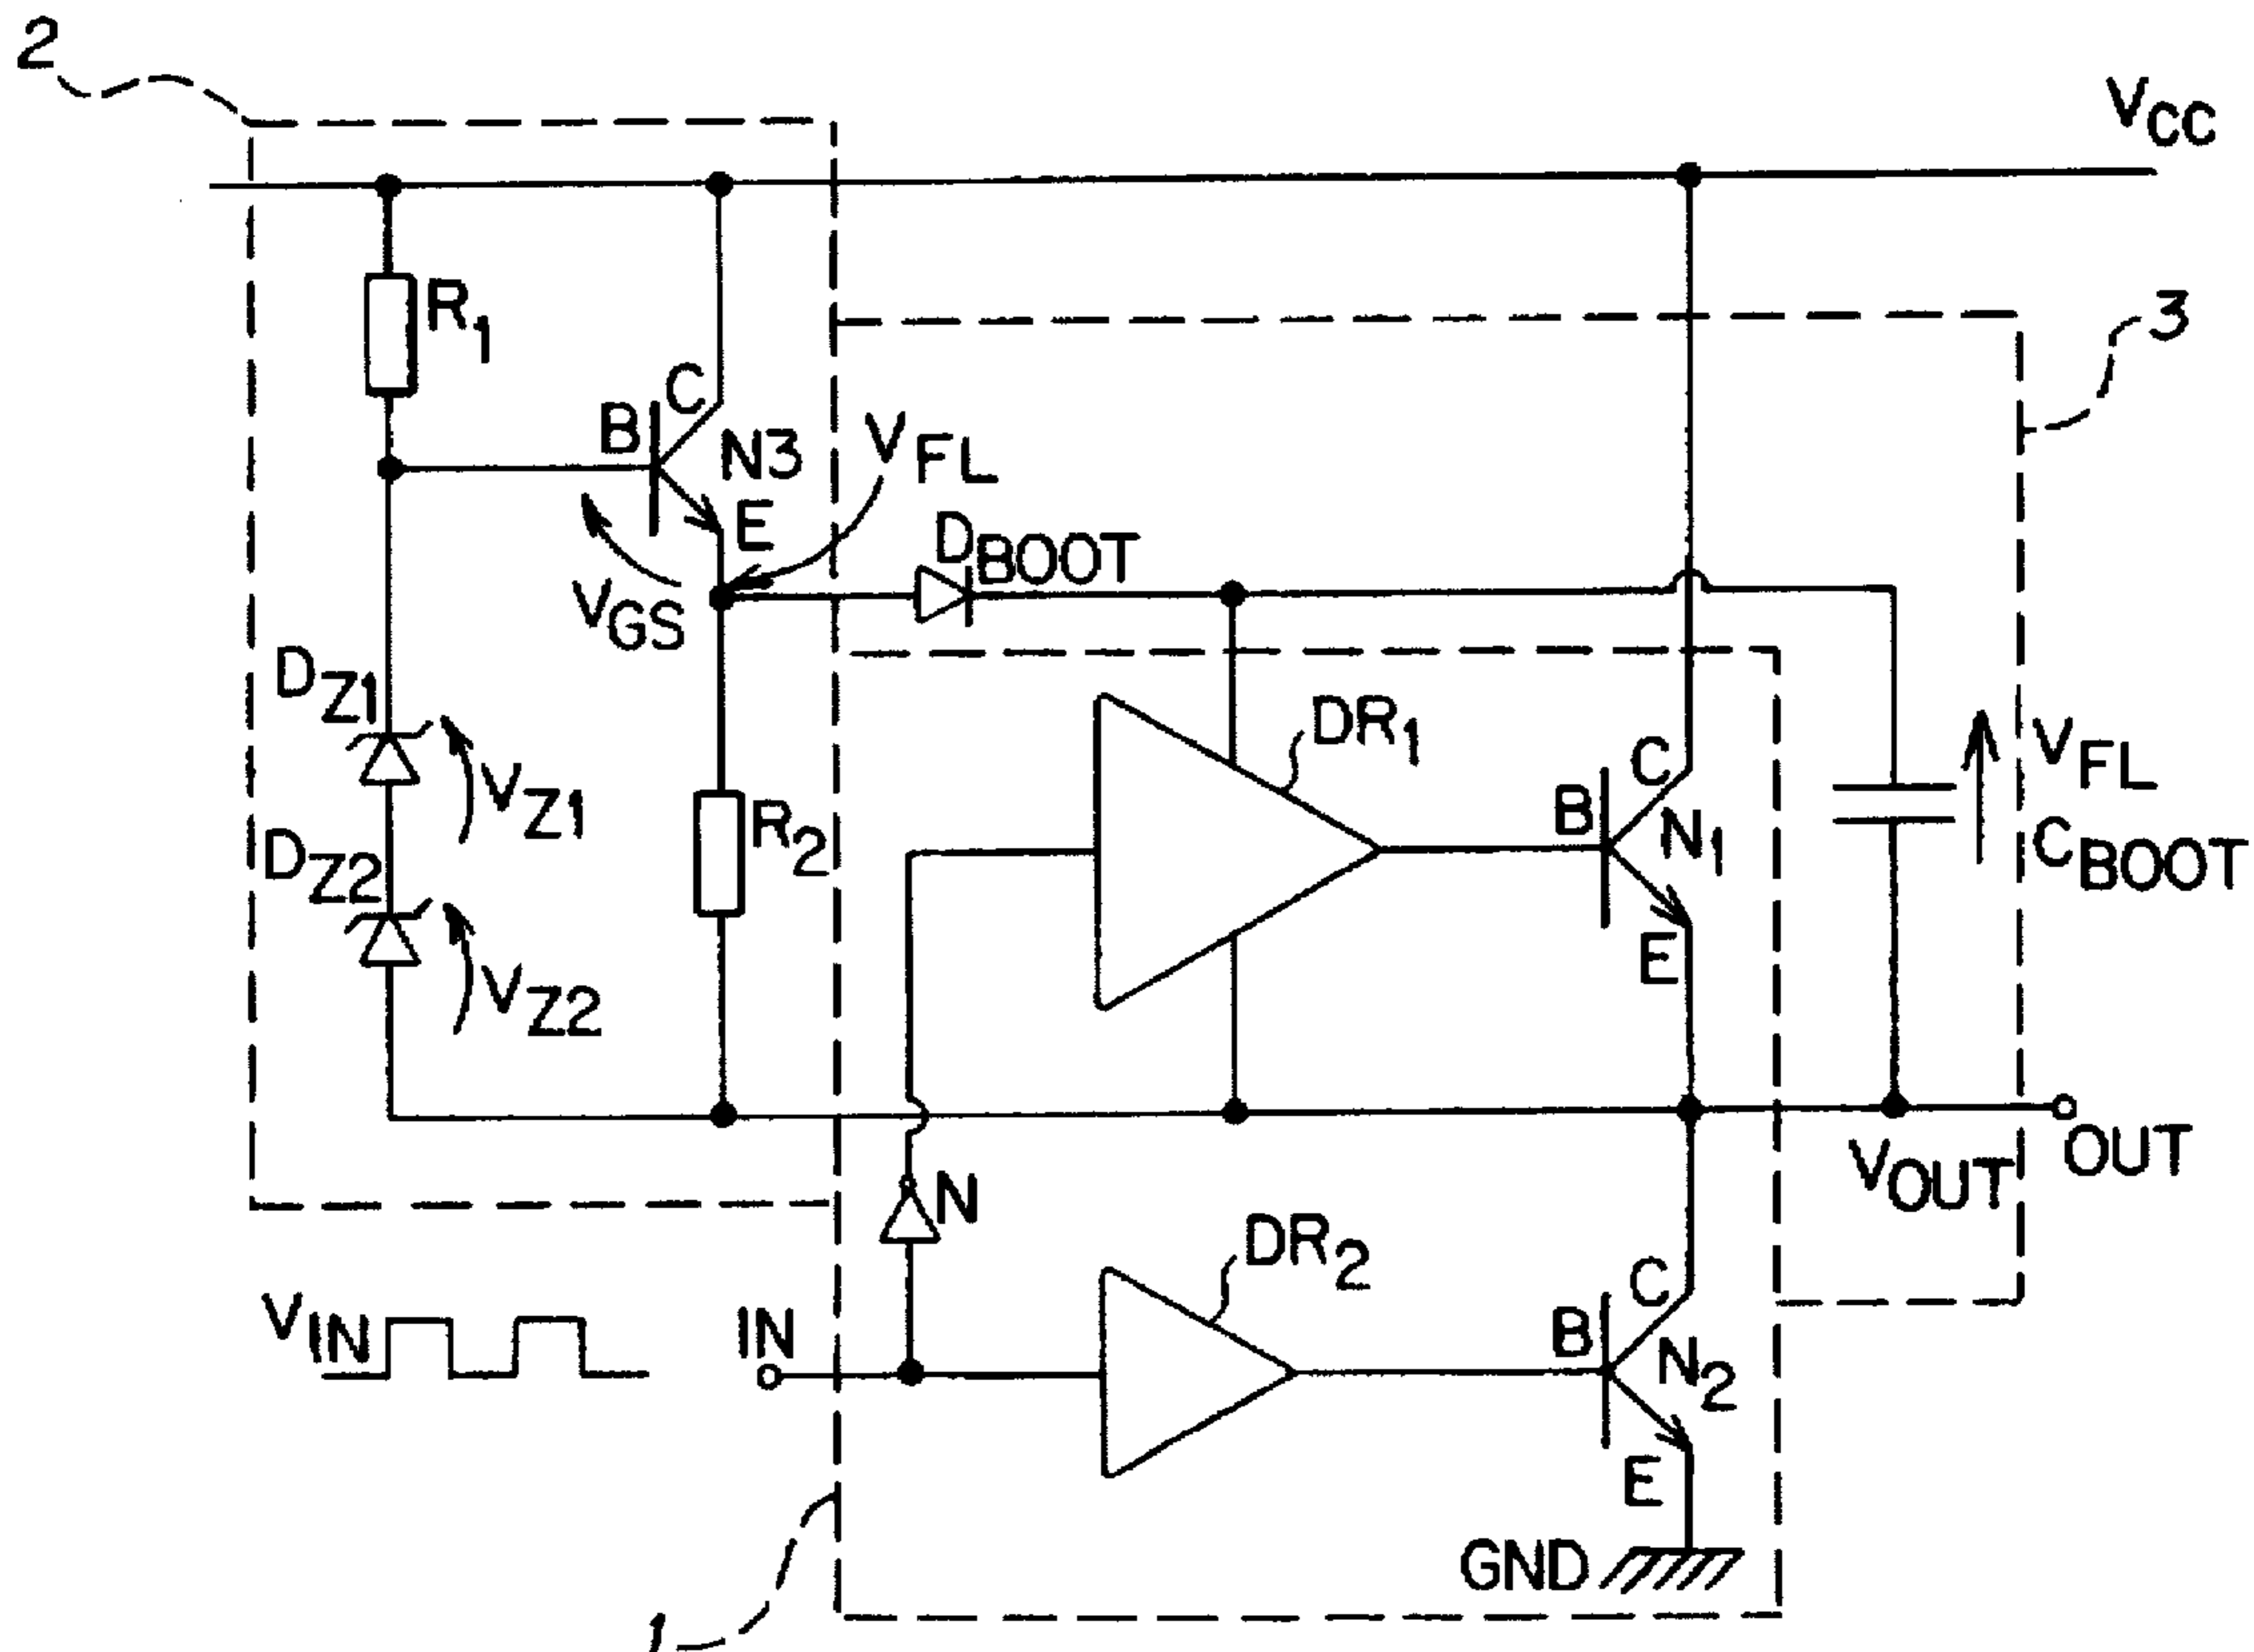 2
VCC
R1
3
C
B
N3
VFL
E
DBOOT
VGS
DZ1
DR1
VZ1
C
B
N1
VFL
R2
DZ2
CBOOT
E
VZ2
VOUT
OUT
N
DR2
VIN
IN
C
B
N2
E
GND
1